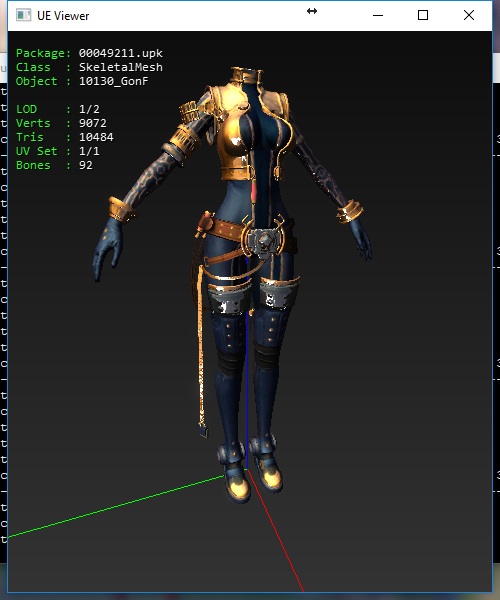 UE Viewer
Package: 00049211.upk
Class : SkeletalMesh
Object : 10130_GonF
LOD : 1/2
Verts : 9072
Tris : 10484
UV Set : 1/1
Bones : 92